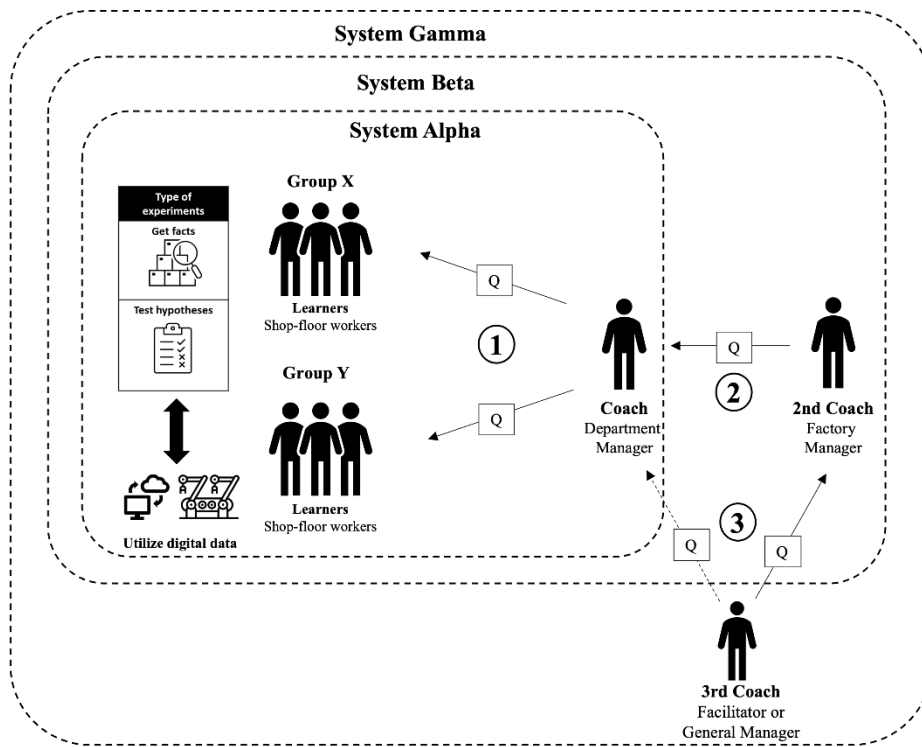 System Gamma
System Beta
System Alpha
Type of
experiments
Get facts
Test hypotheses
Utilize digital data
Group X
Learners
Shop-floor workers
Group Y
Learners
Shop-floor workers
Q
1
Q
Coach
Department
Manager
Q
2
2nd Coach
Factory
Manager
3
Q
Q
3rd Coach
Facilitator or
General Manager